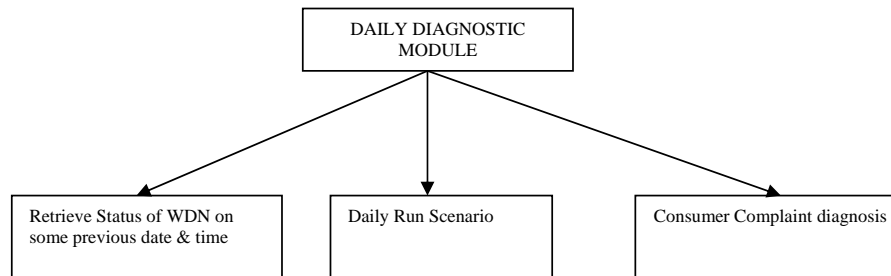 DAILY DIAGNOSTIC
MODULE
Retrieve Status of WDN on
some previous date & time
Daily Run Scenario
Consumer Complaint diagnosis